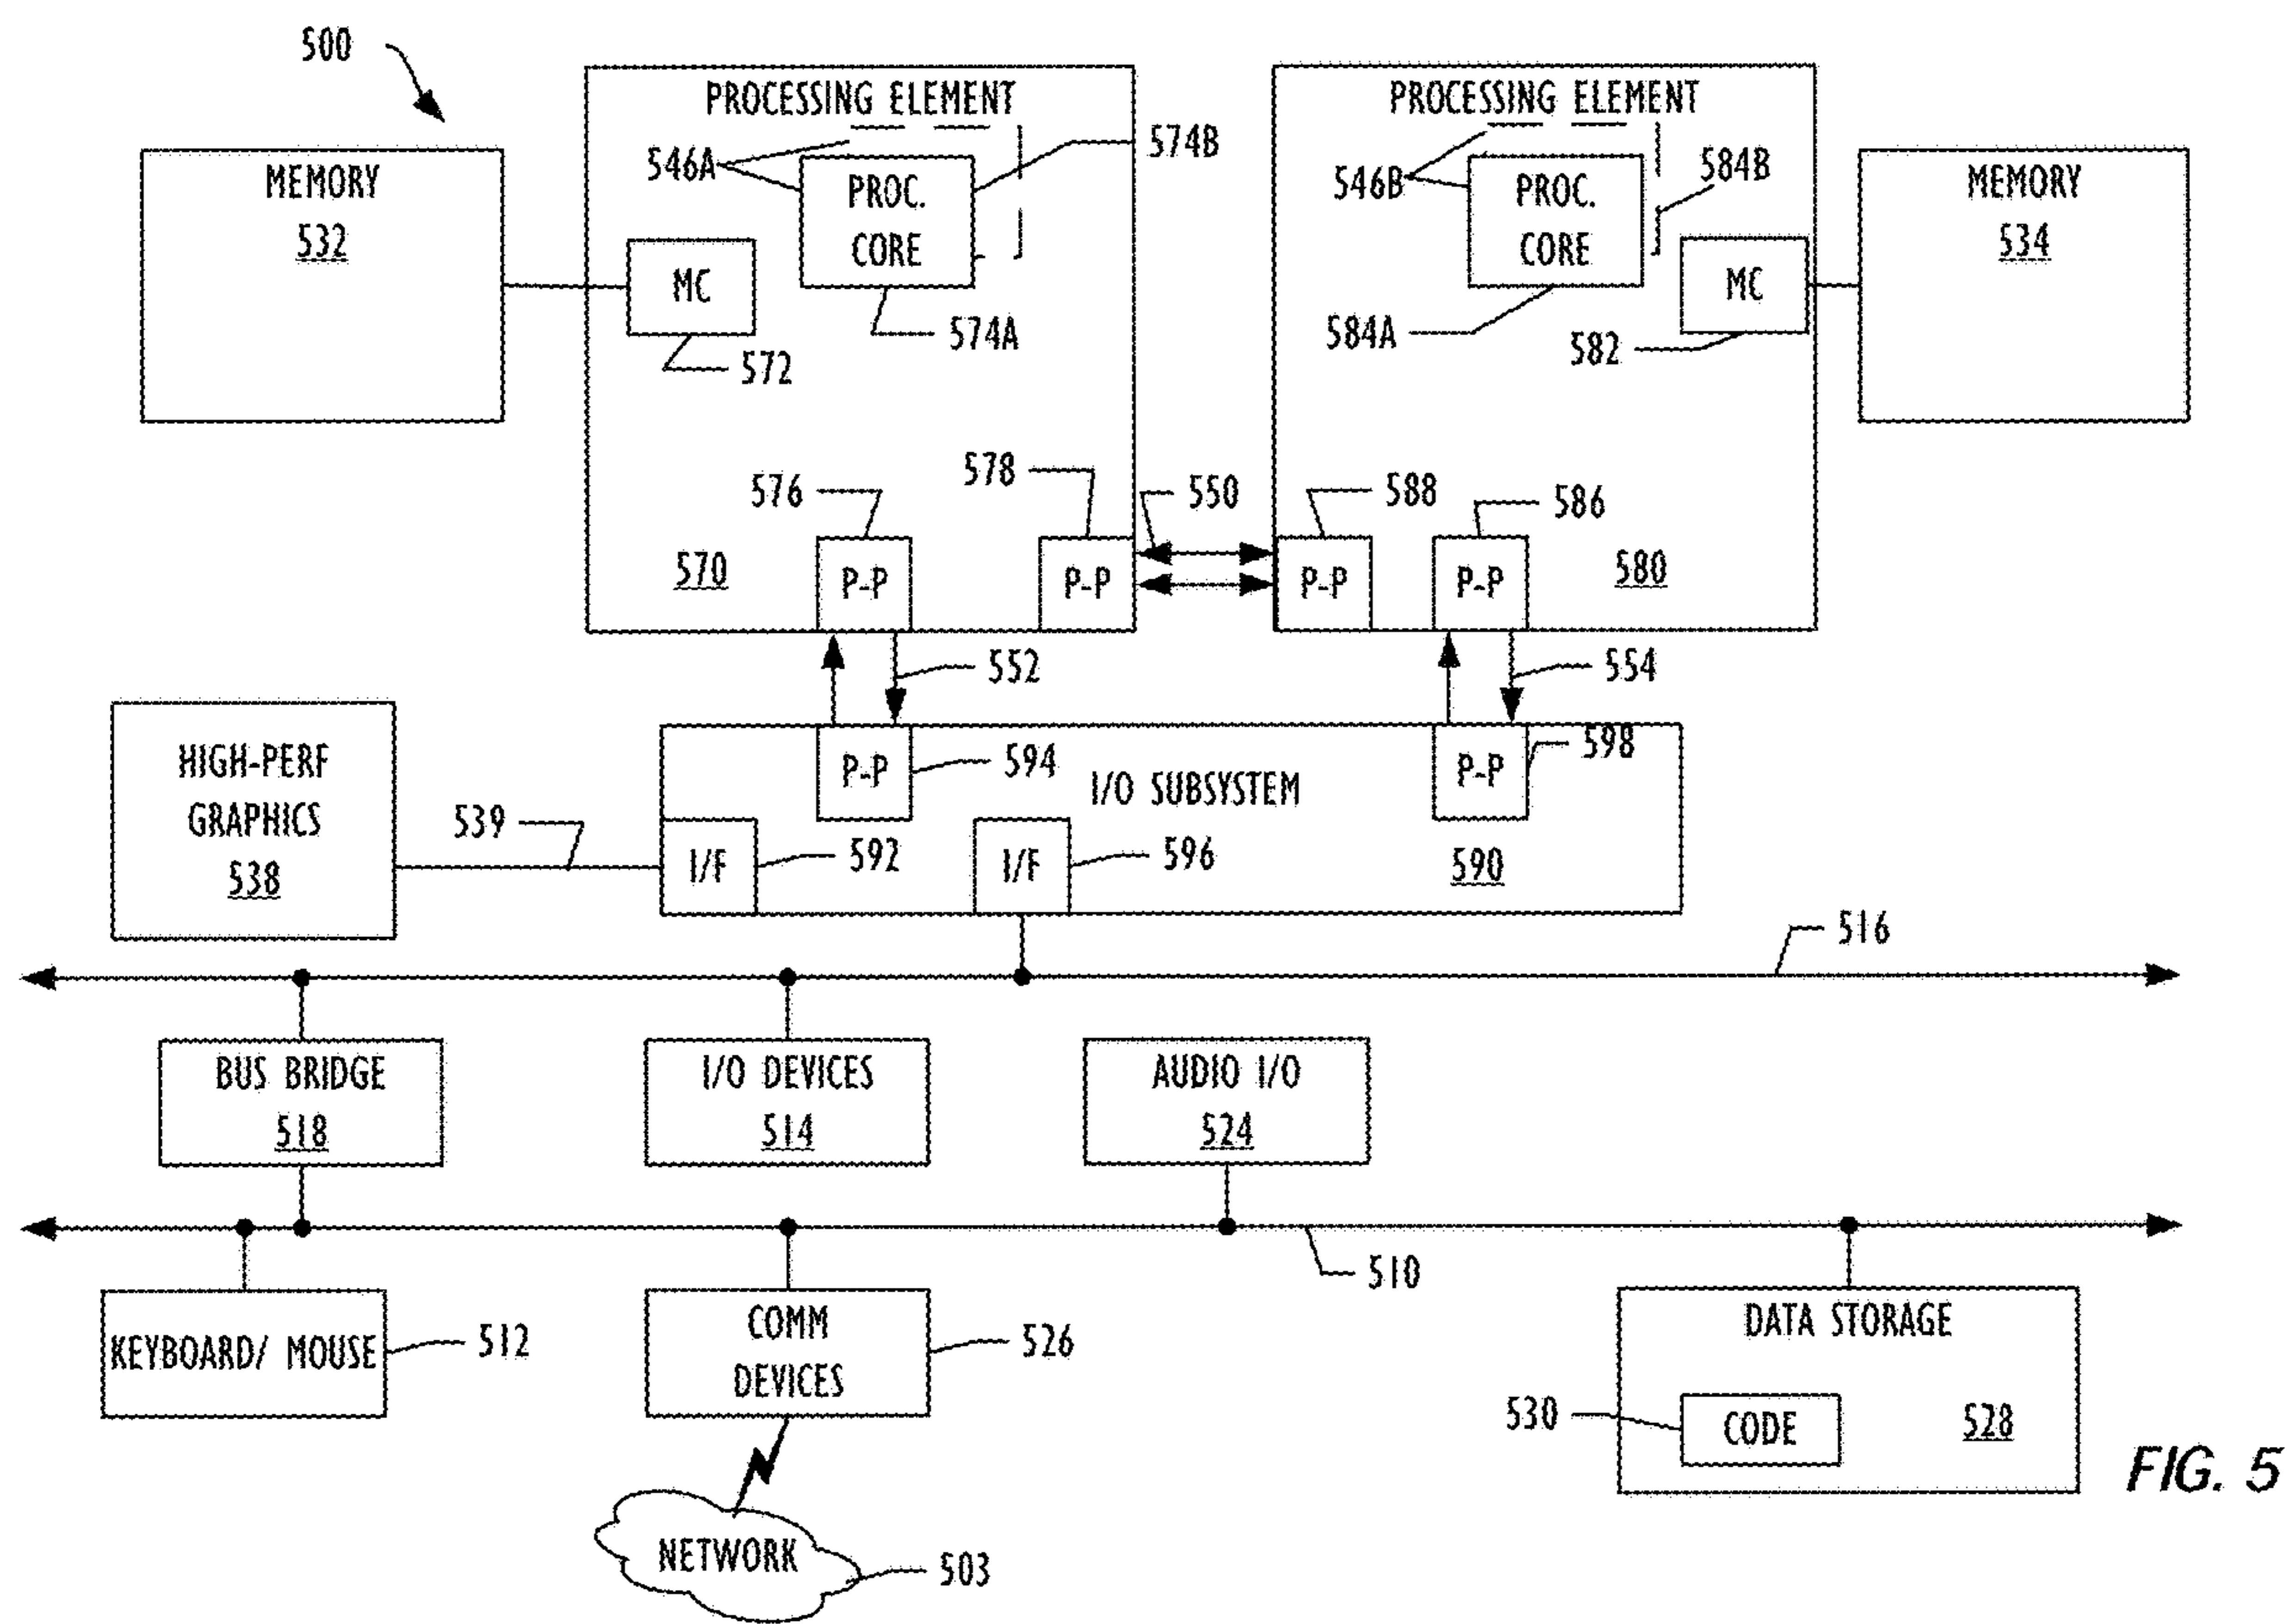 500
PROCESSING ELEMENT
546A
574B
PROC.
CORE
574A
MEMORY
532
MC
572
576
578
570
P-P
P-P
550
PROCESSING ELEMENT
546B
584B
PROC.
CORE
584A
MC
582
MEMORY
534
588
586
P-P
P-P
580
552
554
HIGH-PERF
GRAPHICS
538
539
P-P
594
I/O SUBSYSTEM
P-P
598
I/F
592
I/F
596
590
516
BUS BRIDGE
518
I/O DEVICES
514
AUDIO I/O
524
510
KEYBOARD/ MOUSE
512
COMM
DEVICES
526
DATA STORAGE
530
CODE
528
NETWORK
503
FIG. 5